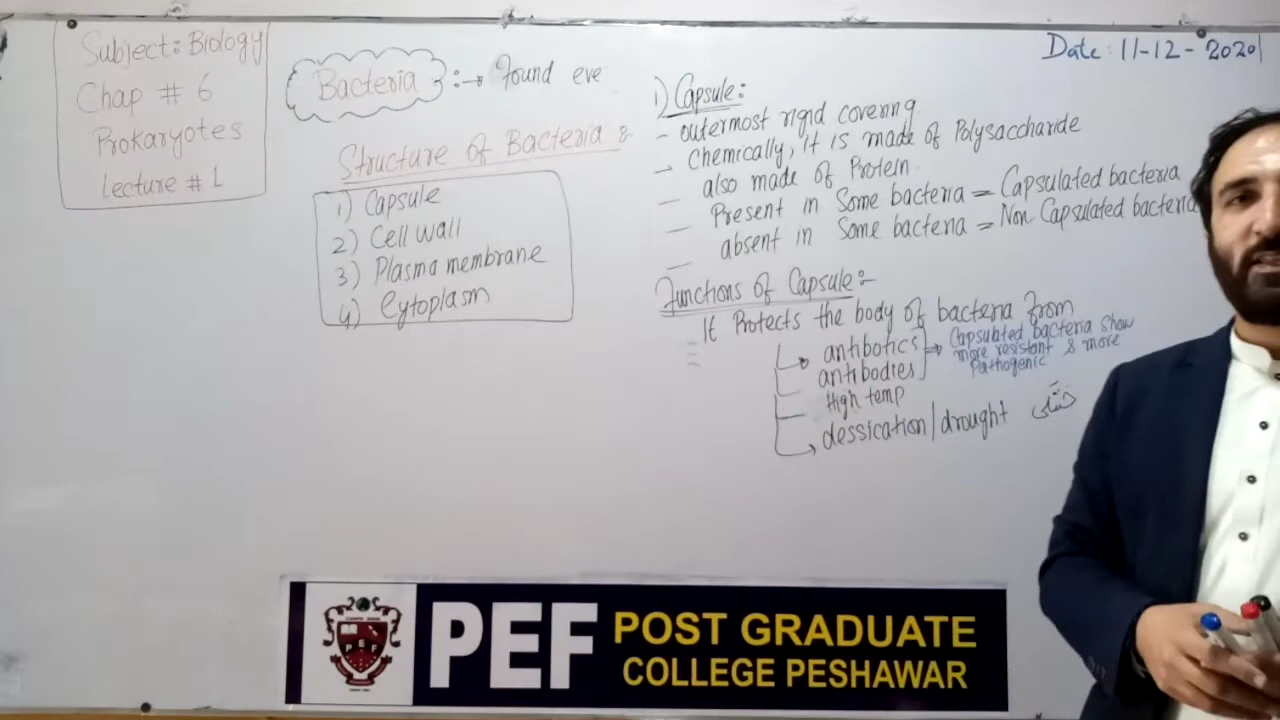 Subject: Biology
Chap # 6
Prokaryotes
lecture # 1
Bacteria :→ Found eve
Structure of Bacteria :
1) Capsule
2) Cell wall
3) Plasma membrane
4) Cytoplasm
Date: 11-12-2020
i) Capsule:
- outermost rigid covering
- Chemically, it is made of Polysaccharide
- also made of Protein.
- Present in Some bacteria = Capsulated bacteria
- absent in Some bacteria = Non Capsulated bacteria
Functions of Capsule:-
It Protects the body of bacteria from
antibotics
antibodies
Capsulated bacteria show
more resistant & more
Pathogenic
High temp
dessication/drought
PEF
PEF POST GRADUATE
COLLEGE PESHAWAR